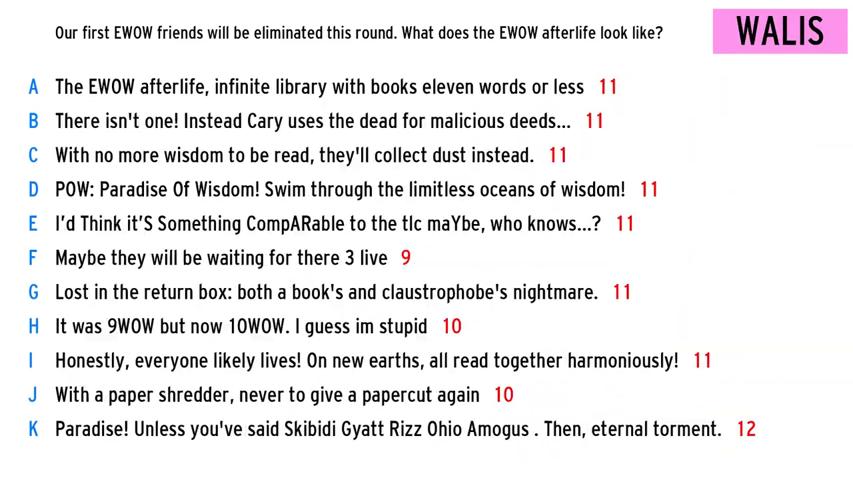 Our first EWOW friends will be eliminated this round. What does the EWOW afterlife look like?
WALIS
A The EWOW afterlife, infinite library with books eleven words or less 11
B There isn't one! Instead Cary uses the dead for malicious deeds... 11
C With no more wisdom to be read, they'll collect dust instead. 11
D POW: Paradise Of Wisdom! Swim through the limitless oceans of wisdom! 11
E I'd Think it'S Something CompARable to the tlc maYbe, who knows...? 11
F Maybe they will be waiting for there 3 live 9
G Lost in the return box: both a book's and claustrophobe's nightmare. 11
H It was 9WOW but now 10WOW. I guess im stupid 10
I Honestly, everyone likely lives! On new earths, all read together harmoniously! 11
J With a paper shredder, never to give a papercut again 10
K Paradise! Unless you've said Skibidi Gyatt Rizz Ohio Amogus . Then, eternal torment. 12